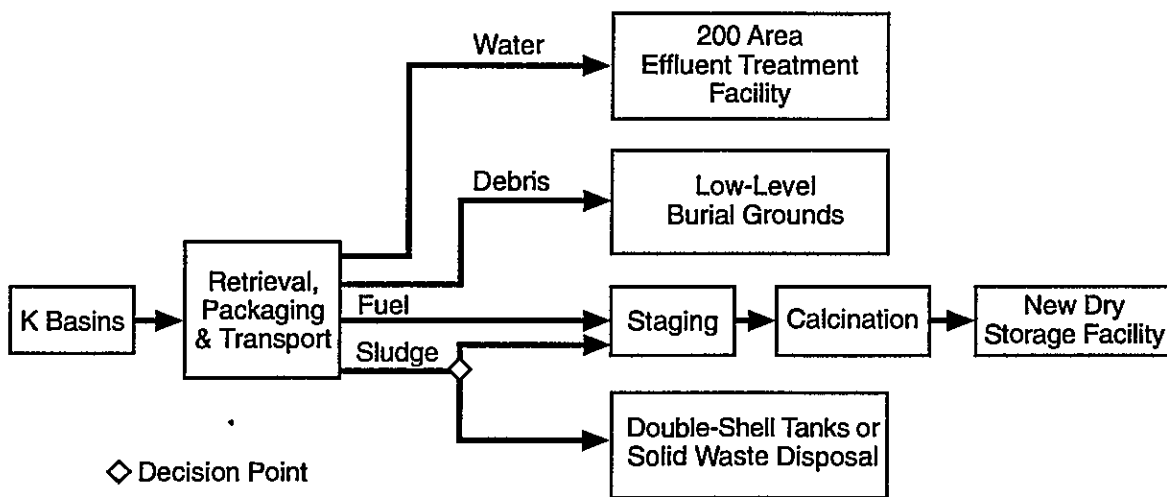 Water
200 Area
Effluent Treatment
Facility
Debris
Low-Level
Burial Grounds
K Basins
Retrieval,
Packaging
& Transport
Fuel
Sludge
Staging
Calcination
New Dry
Storage Facility
Double-Shell Tanks or
Solid Waste Disposal
Decision Point